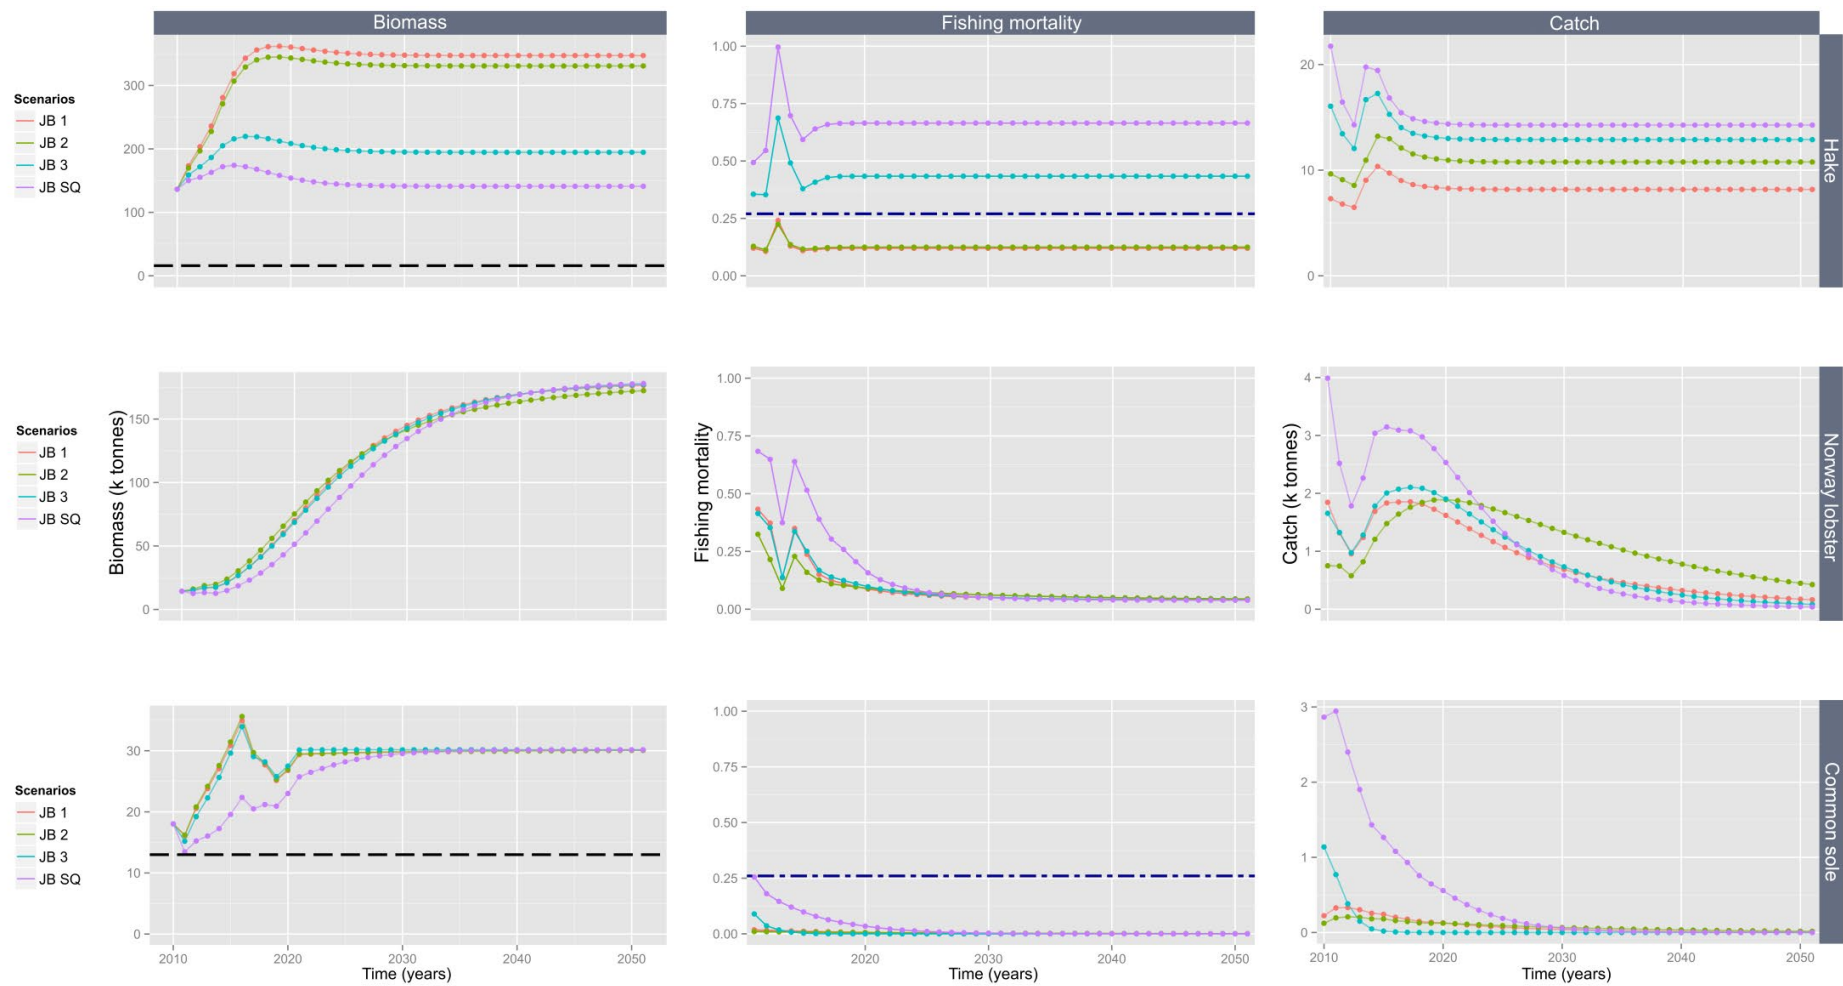 Biomass
Fishing mortality
Catch
Scenarios
JB 1
JB 2
JB 3
JB SQ
300
200
100
0
1.00
0.75
0.50
0.25
0.00
20
10
0
Hake
Scenarios
JB 1
JB 2
JB 3
JB SQ
Biomass (k tonnes)
150
100
50
0
Fishing mortality
1.00
0.75
0.50
0.25
0.00
Catch (k tonnes)
4
3
2
1
0
Norway lobster
Scenarios
JB 1
JB 2
JB 3
JB SQ
30
20
10
0
2010 2020 2030 2040 2050
Time (years)
1.00
0.75
0.50
0.25
0.00
2020 2030 2040 2050
Time (years)
3
2
1
0
2010 2020 2030 2040 2050
Time (years)
Common sole